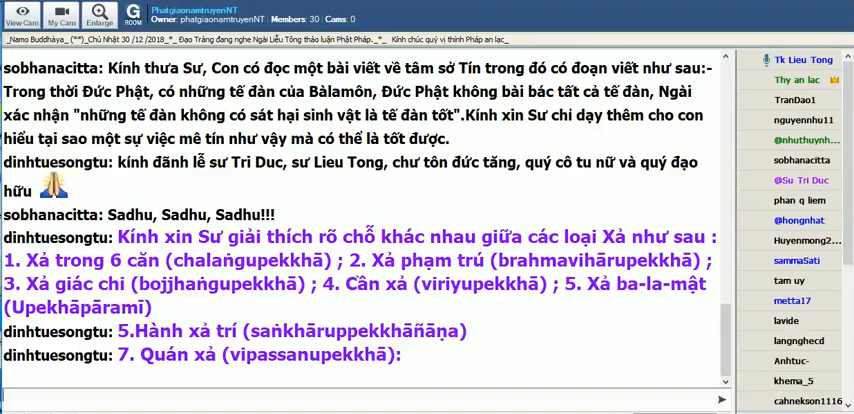 View Cam
My Cam
Enlarge
G
ROOM
PhatgiaonamtruyenNT
Owner: phatgiaonamtruyenNT | Members: 30 | Cams: 0
_Namo Buddhàya_ (**)_Chủ Nhật 30 /12 /2018_*_ Đạo Tràng đang nghe Ngài Liễu Tông thảo luận Phật Pháp._*_ Kính chúc quý vị thính Pháp an lạc_
sobhanacitta: Kính thưa Sư, Con có đọc một bài viết về tâm sở Tín trong đó có đoạn viết như sau:-
Trong thời Đức Phật, có những tế đàn của Bàlamôn, Đức Phật không bài bác tất cả tế đàn, Ngài
xác nhận "những tế đàn không có sát hại sinh vật là tế đàn tốt".Kính xin Sư chỉ dạy thêm cho con
hiểu tại sao một sự việc mê tín như vậy mà có thể là tốt được.
dinhtuesongtu: kính đãnh lễ sư Tri Duc, sư Lieu Tong, chư tôn đức tăng, quý cô tu nữ và quý đạo
hữu
sobhanacitta: Sadhu, Sadhu, Sadhu!!!
dinhtuesongtu: Kính xin Sư giải thích rõ chỗ khác nhau giữa các loại Xả như sau :
1. Xả trong 6 căn (chalaṅgupekkhā) ; 2. Xả phạm trú (brahmavihārupekkhā) ;
3. Xả giác chi (bojjhaṅgupekkhā) ; 4. Cần xả (viriyupekkhā) ; 5. Xả ba-la-mật
(Upekhāpāramī)
dinhtuesongtu: 5.Hành xả trí (saṅkhāruppekkhāñāṇa)
dinhtuesongtu: 7. Quán xả (vipassanupekkhā):
Tk Lieu Tong
Thy an lac
TranDao1
nguyennhu11
@nhuthuynh...
sobhanacitta
@Su Tri Duc
phan q liem
@hongnhat
Huyenmong2...
sammaSati
tam uy
metta17
lavide
langnghecd
Anhtuc-
khema_5
cahnekson1116